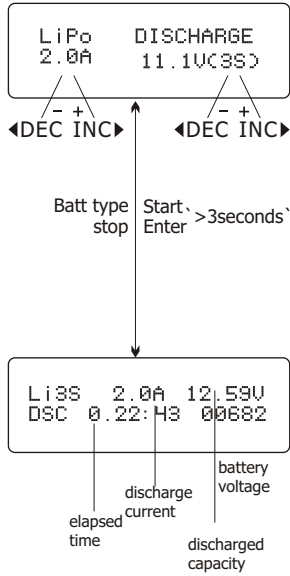 LiPo DISCHARGE
2.0A 11.1V(3S)
- + - +
◀DEC INC▶ ◀DEC INC▶
Batt type Start
stop Enter `>3seconds`
Li3S 2.0A 12.59V
DSC 0.22:43 00682
battery
voltage
discharge
current
elapsed
time
discharged
capacity